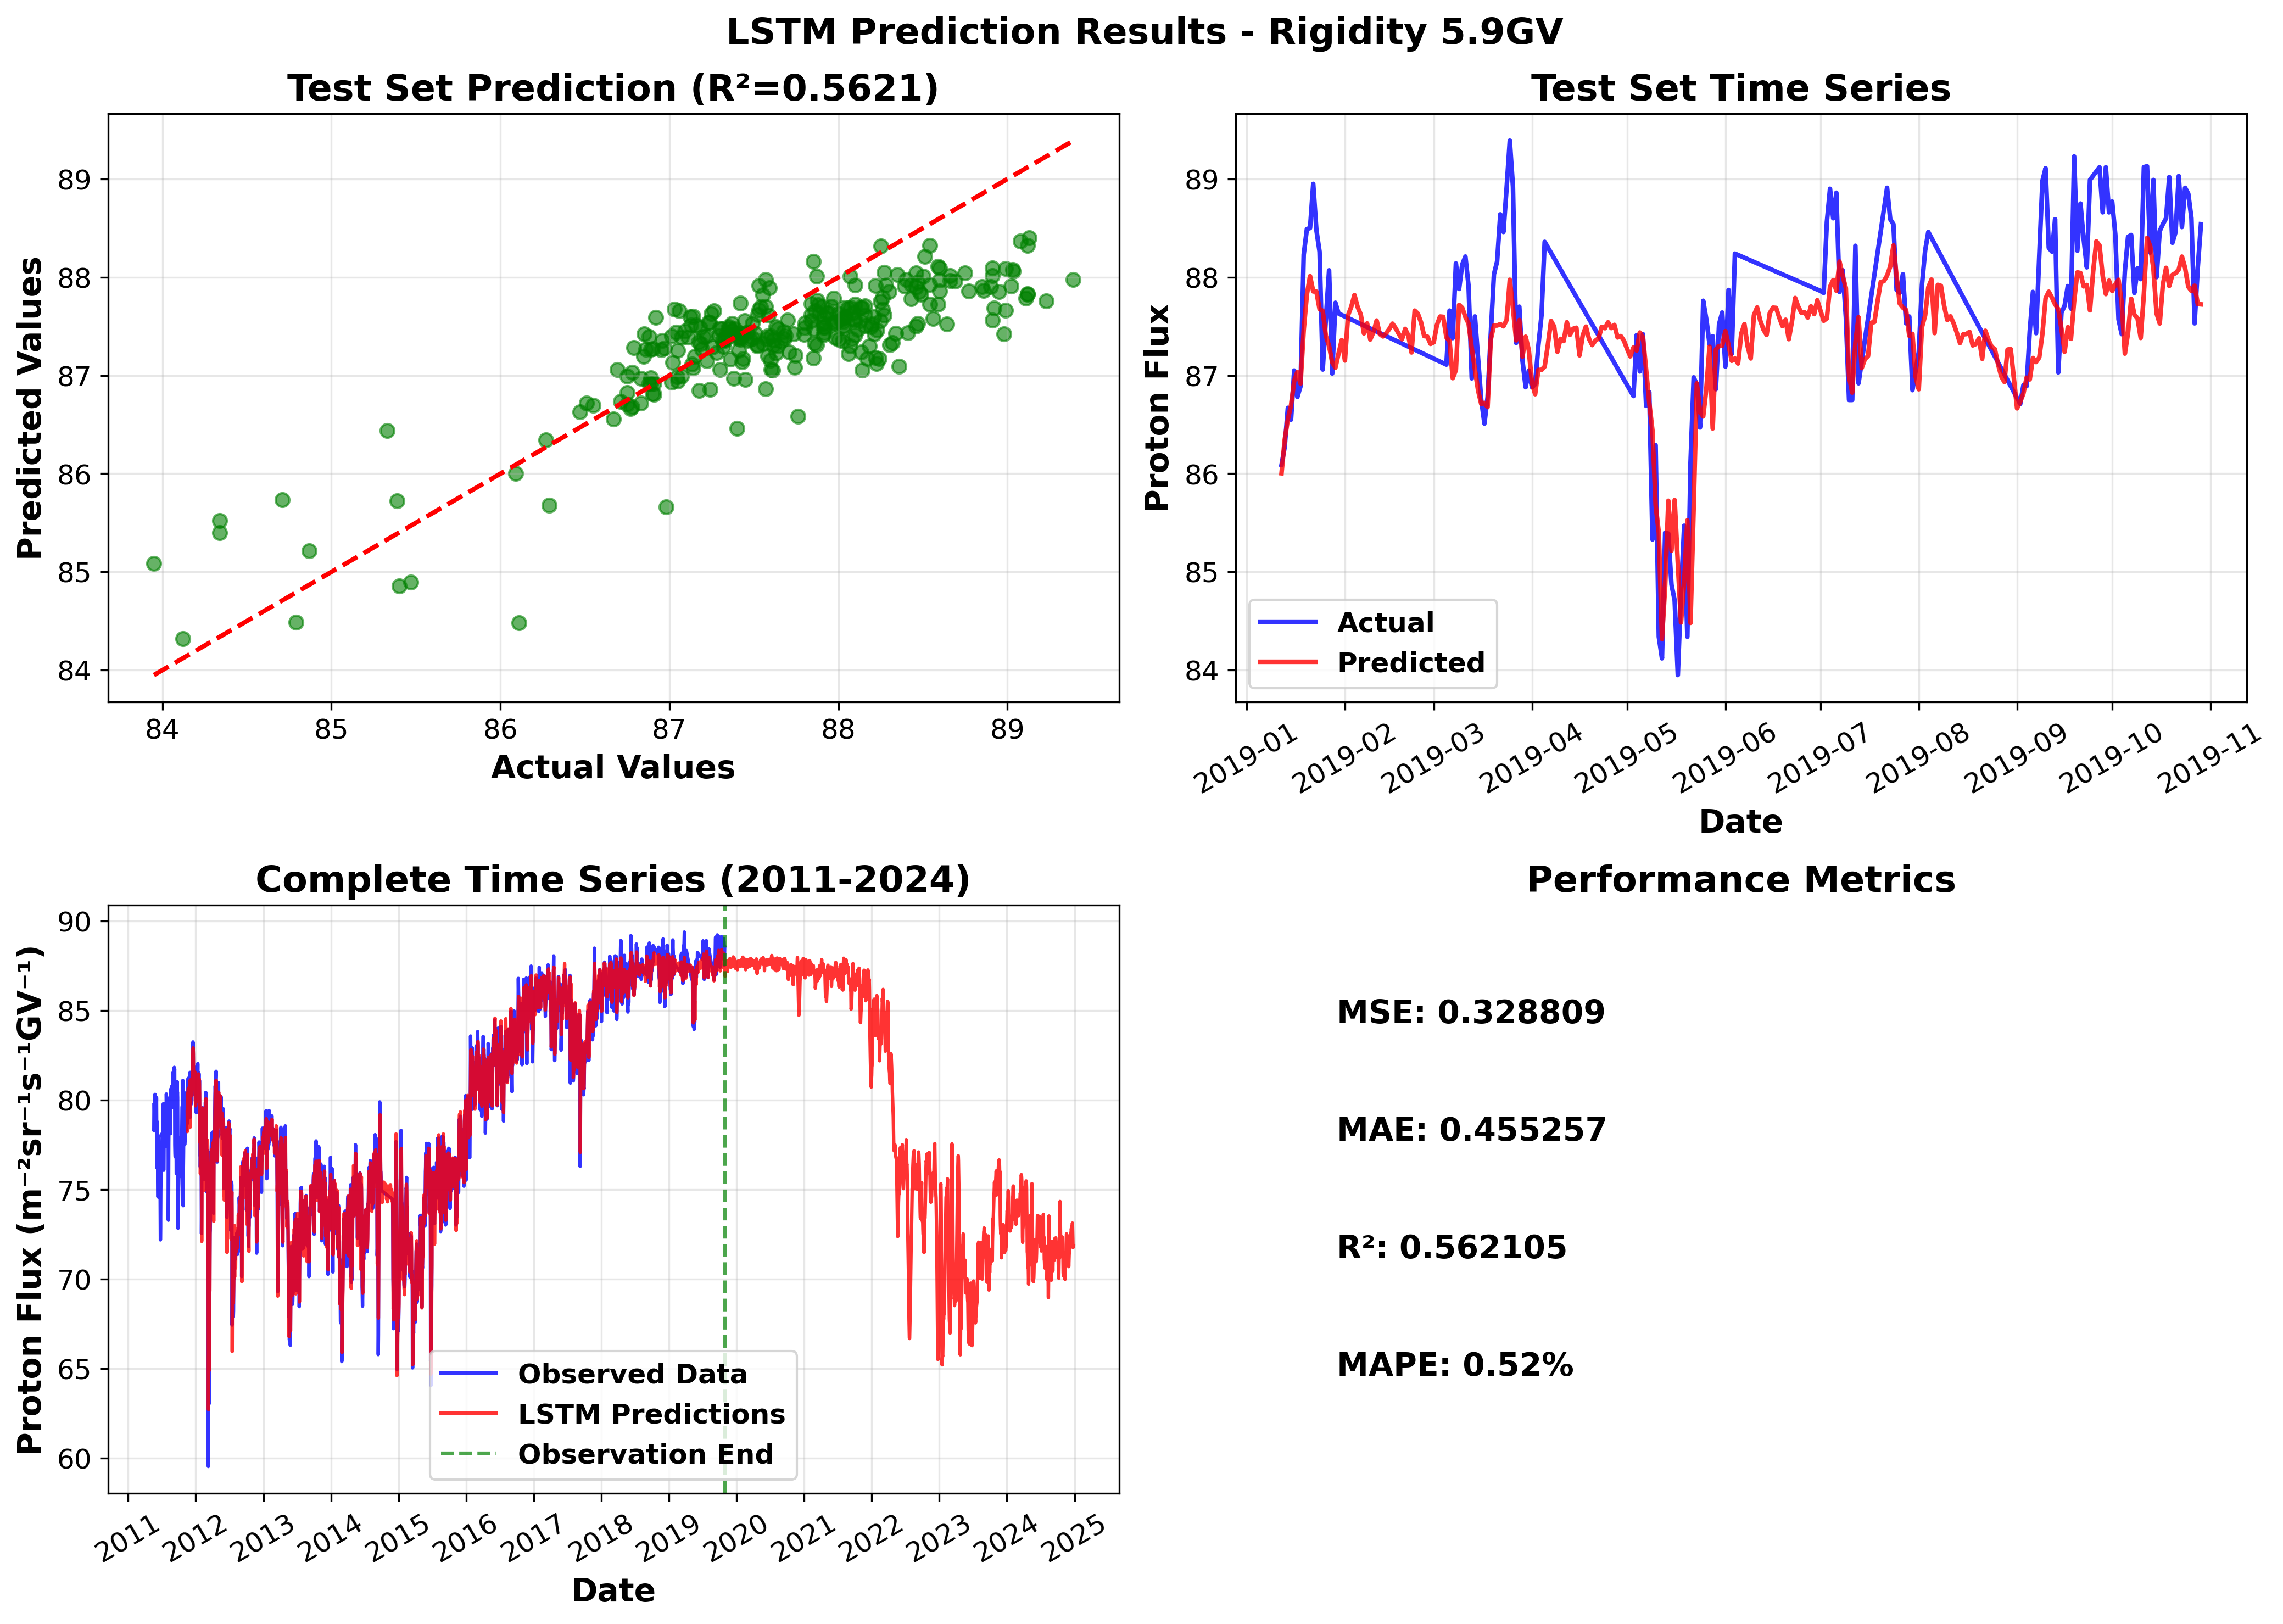 LSTM Prediction Results - Rigidity 5.9GV
Test Set Prediction (R²=0.5621)
89
88
87
86
85
84
Predicted Values
84 85 86 87 88 89
Actual Values
Test Set Time Series
89
88
87
86
85
84
Proton Flux
Actual
Predicted
2019-01 2019-02 2019-03 2019-04 2019-05 2019-06 2019-07 2019-08 2019-09 2019-10 2019-11
Date
Complete Time Series (2011-2024)
90
85
80
75
70
65
60
Proton Flux (m⁻²sr⁻¹s⁻¹GV⁻¹)
Observed Data
LSTM Predictions
Observation End
2011 2012 2013 2014 2015 2016 2017 2018 2019 2020 2021 2022 2023 2024 2025
Date
Performance Metrics
MSE: 0.328809
MAE: 0.455257
R²: 0.562105
MAPE: 0.52%